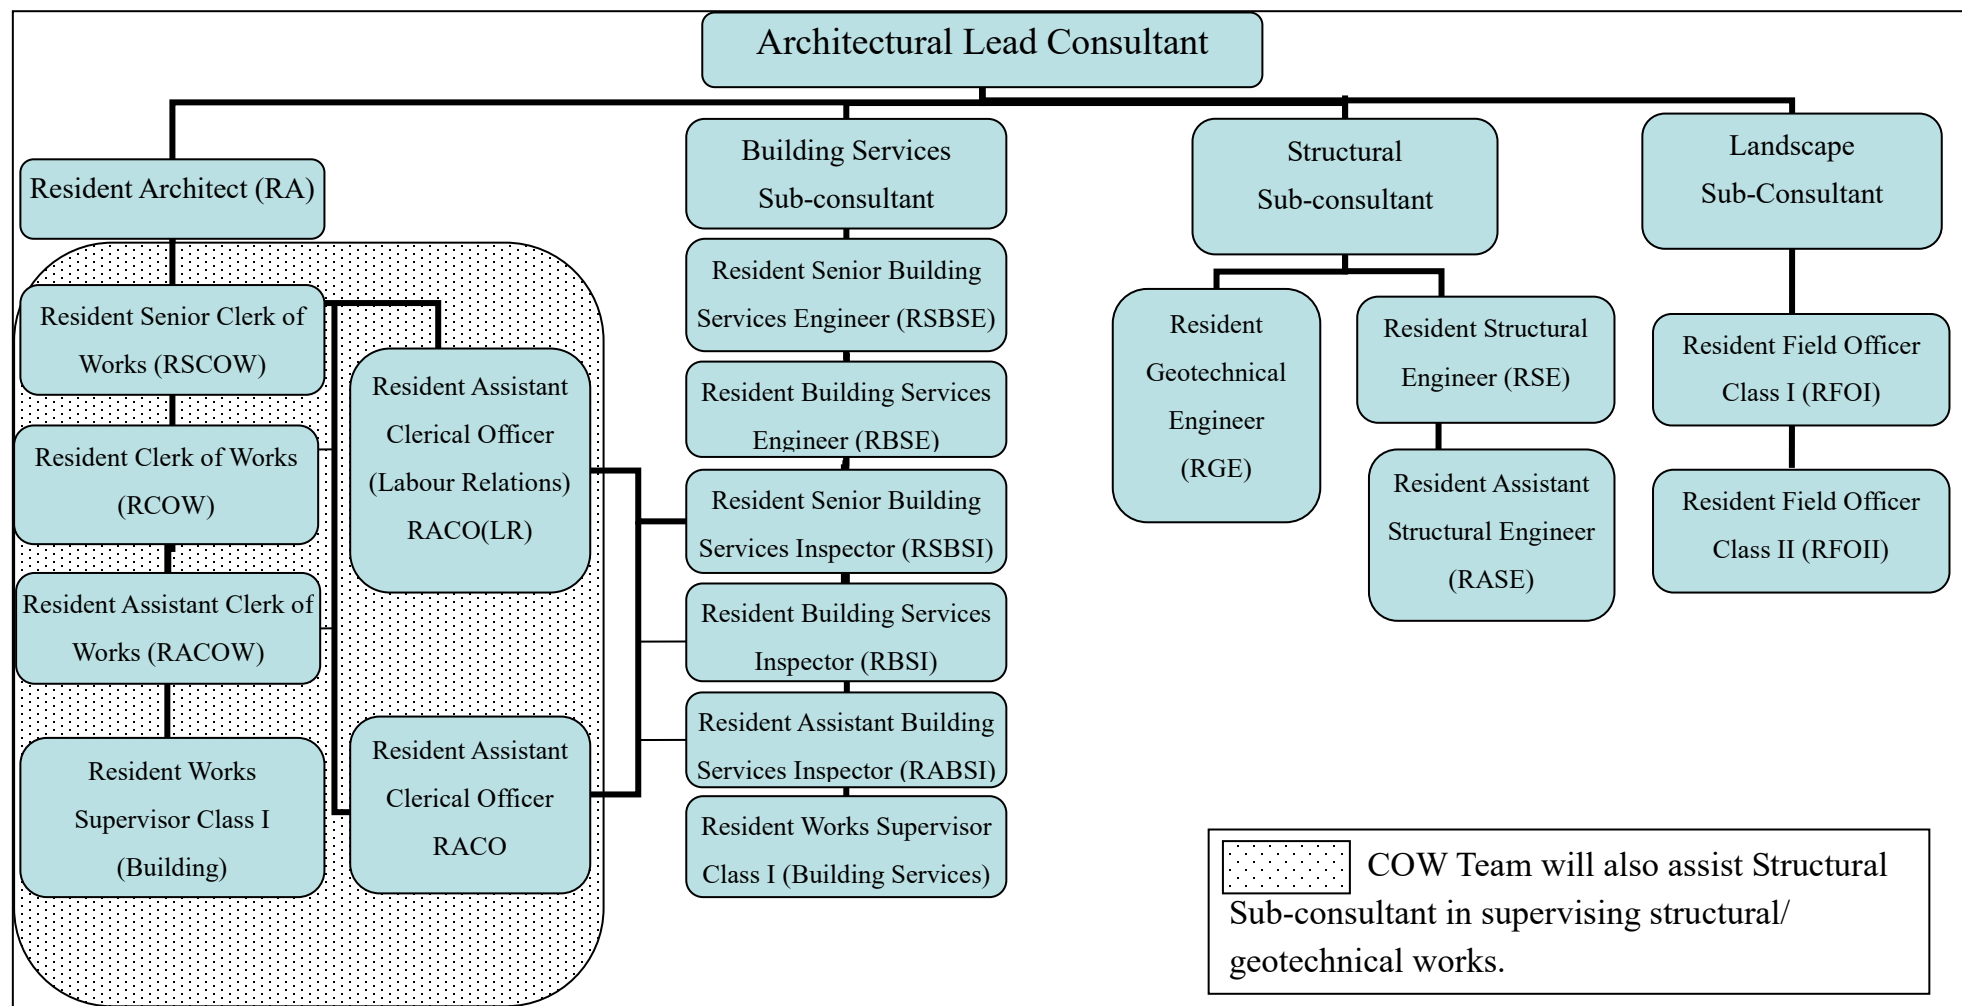 Architectural Lead Consultant
Resident Architect (RA)
Resident Senior Clerk of
Works (RSCOW)
Resident Clerk of Works
(RCOW)
Resident Assistant Clerk of
Works (RACOW)
Resident Works
Supervisor Class I
(Building)
Resident Assistant
Clerical Officer
(Labour Relations)
RACO(LR)
Resident Assistant
Clerical Officer
RACO
Building Services
Sub-consultant
Resident Senior Building
Services Engineer (RSBSE)
Resident Building Services
Engineer (RBSE)
Resident Senior Building
Services Inspector (RSBSI)
Resident Building Services
Inspector (RBSI)
Resident Assistant Building
Services Inspector (RABSI)
Resident Works Supervisor
Class I (Building Services)
Structural
Sub-consultant
Resident
Geotechnical
Engineer
(RGE)
Resident Structural
Engineer (RSE)
Resident Assistant
Structural Engineer
(RASE)
Landscape
Sub-Consultant
Resident Field Officer
Class I (RFOI)
Resident Field Officer
Class II (RFOII)
COW Team will also assist Structural
Sub-consultant in supervising structural/
geotechnical works.